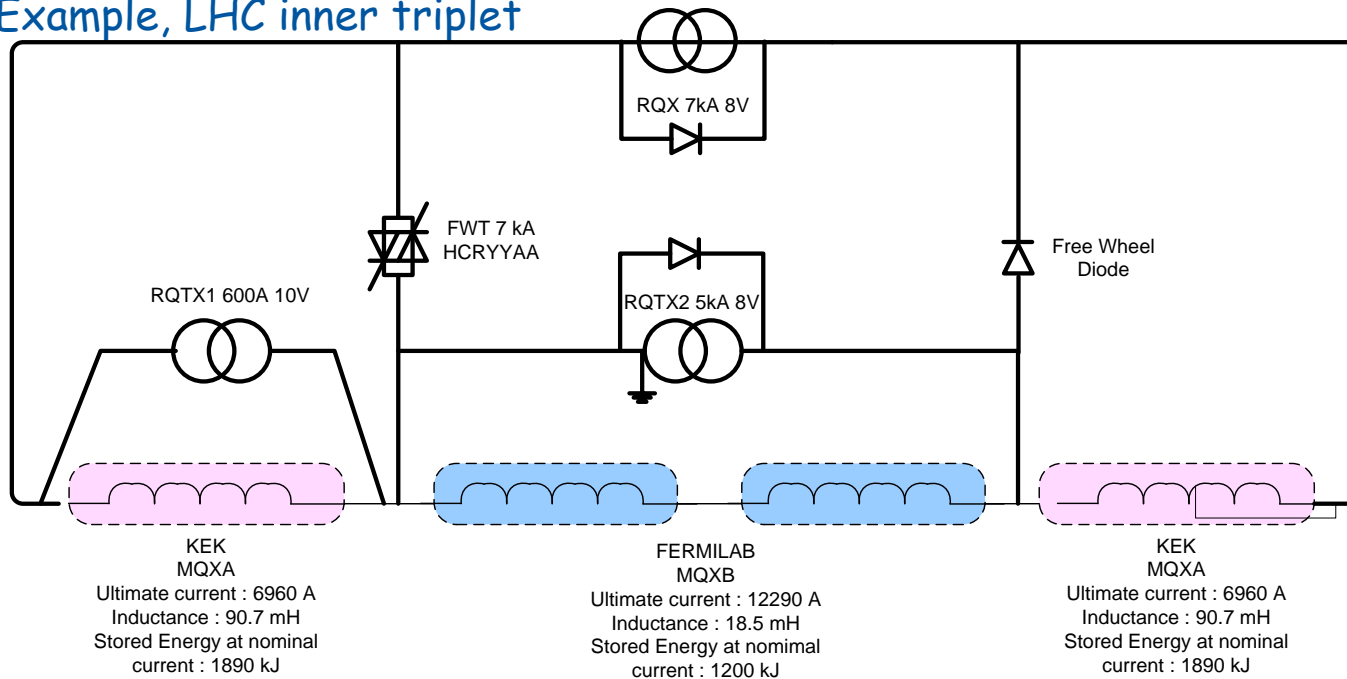 Example, LHC inner triplet
RQX 7kA 8V
FWT 7 kA
HCRYYAA
Free Wheel
Diode
RQTX1 600A 10V
RQTX2 5kA 8V
KEK
MQXA
Ultimate current : 6960 A
Inductance : 90.7 mH
Stored Energy at nominal
current : 1890 kJ
FERMILAB
MQXB
Ultimate current : 12290 A
Inductance : 18.5 mH
Stored Energy at nomimal
current : 1200 kJ
KEK
MQXA
Ultimate current : 6960 A
Inductance : 90.7 mH
Stored Energy at nominal
current : 1890 kJ